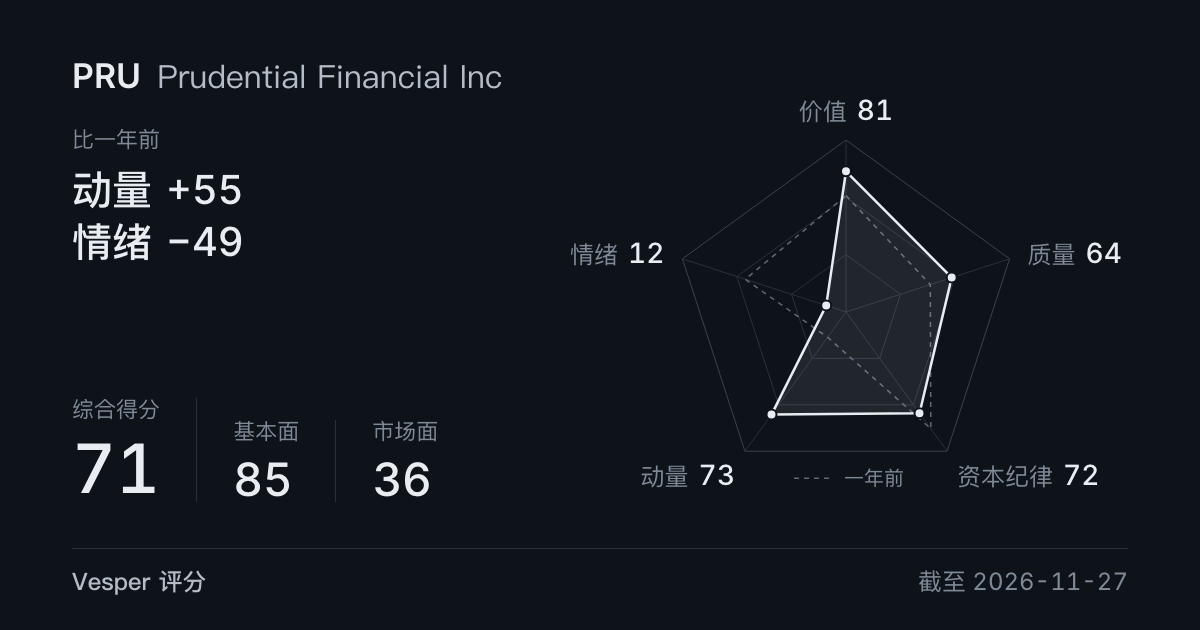 PRU Prudential Financial Inc
比一年前
动量 +55
情绪 −49
综合得分
71
基本面
85
市场面
36
价值 81
质量 64
资本纪律 72
动量 73
情绪 12
一年前
Vesper 评分
截至 2026-11-27